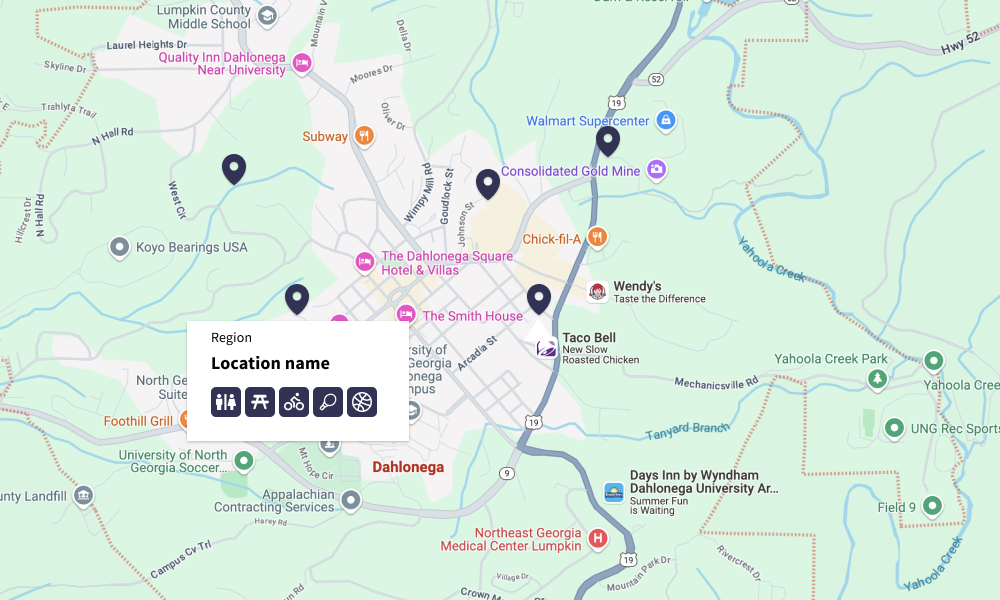 Lumpkin County
Middle School
Mountain V
Della Dr
Laurel Heights Dr
Quality Inn Dahlonega
Near University
Skyline Dr
Moores Dr
Hwy 52
52
19
Trahlyta Trail
Oliver Dr
N Hall Rd
Subway
Walmart Supercenter
Consolidated Gold Mine
West Cir
Wimpy Mill Rd
Goudlock St
Johnson St
Hillcrest Dr
N Hall Rd
Koyo Bearings USA
Chick-fil-A
Yahoola Creek
The Dahlonega Square
Hotel & Villas
Wendy's
Taste the Difference
The Smith House
Region
Location name
Taco Bell
New Slow
Roasted Chicken
Arcadia St
rsity of
Georgia
onega
npus
Yahoola Creek Park
Yahoola Cree
Mechanicsville Rd
North Ge
Suite
Foothill Grill
19
Tanyard Branch
UNG Rec Sports
University of North
Georgia Soccer...
Mt Hope Cir
Dahlonega
9
Days Inn by Wyndham
Dahlonega University Ar...
Summer Fun
is Waiting
unty Landfill
Appalachian
Contracting Services
Harey Rd
Field 9
Northeast Georgia
Medical Center Lumpkin
H
19
Campus Cv Trl
Rivercrest Dr
Yahoola Creek
Village Dr
Mountain Park Dr
Crown Mou
n Rd